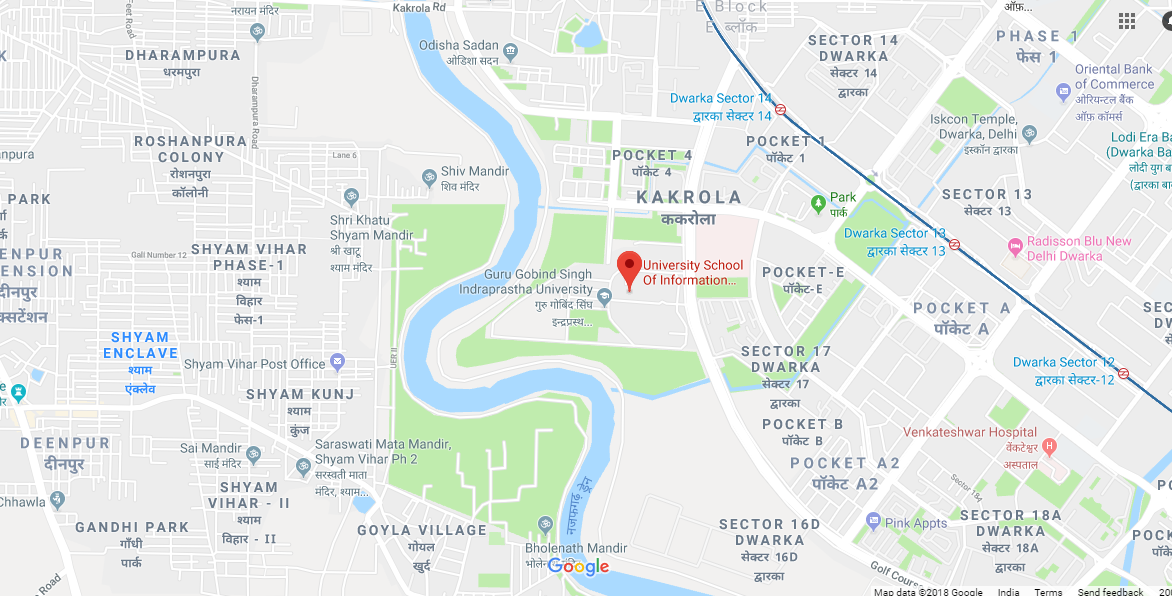 Kakrola Rd
नारायन मंदिर
E Block
E ब्लॉक
ऑफ़...
PHASE 1
फेस 1
SECTOR 14
DWARKA
सेक्टर 14
द्वारका
Odisha Sadan
ओडिशा सदन
DHARAMPURA
धरमपुरा
Dharampura Road
Feet Road
Oriental Bank
of Commerce
ओरियन्टल बैंक
ऑफ़ कॉमर्स
Dwarka Sector 14
द्वारका सेक्टर 14
Iskcon Temple,
Dwarka, Delhi
इस्कॉन द्वारका
Lodi Era Ba
(Dwarka Ba
लोदी युग ब
(द्वारका बा
ROSHANPURA
COLONY
रोशनपुरा
कॉलोनी
Lane 6
npura
POCKET 4
पॉकेट 4
POCKET 1
पॉकेट 1
Shiv Mandir
शिव मंदिर
KAKROLA
ककरोला
Park
पार्क
SECTOR 13
सेक्टर 13
PARK
Shri Khatu
Shyam Mandir
श्री खाटू
श्याम मंदिर
Dwarka Sector 13
द्वारका सेक्टर 13
Radisson Blu New
Delhi Dwarka
SHYAM VIHAR
PHASE-1
श्याम
विहार
फेस-1
Gali Number 12
ENPUR
ENSION
दीनपुर
क्सटेंशन
University School
Of Information...
Guru Gobind Singh
Indraprastha University
गुरु गोबिंद सिंघ
इन्द्रप्रस्थ...
POCKET-E
पॉकेट-E
POCKET A
पॉकेट A
SHYAM
ENCLAVE
श्याम
एंक्लेव
Shyam Vihar Post Office
UER II
SECTOR 17
DWARKA
सेक्टर 17
द्वारका
Dwarka Sector 12
द्वारका सेक्टर-12
SHYAM KUNJ
श्याम
कुंज
POCKET B
पॉकेट B
Venkateshwar Hospital
वेंकटेश्वर
अस्पताल
DEENPUR
दीनपुर
Sai Mandir
साई मंदिर
Saraswati Mata Mandir,
Shyam Vihar Ph 2
सरस्वती माता
मंदिर, श्याम...
POCKET A2
पॉकेट A2
SHYAM
VIHAR - II
श्याम
विहार - II
Chhawla
नजफगढ़ ड्रेन
GANDHI PARK
गाँधी
पार्क
GOYLA VILLAGE
गोयल
खुर्द
Bholenath Mandir
Google
SECTOR 16D
DWARKA
सेक्टर 16D
द्वारका
Pink Appts
SECTOR 18A
DWARKA
सेक्टर 18A
द्वारका
Golf Course
Map data ©2018 Google India Terms Send feedback